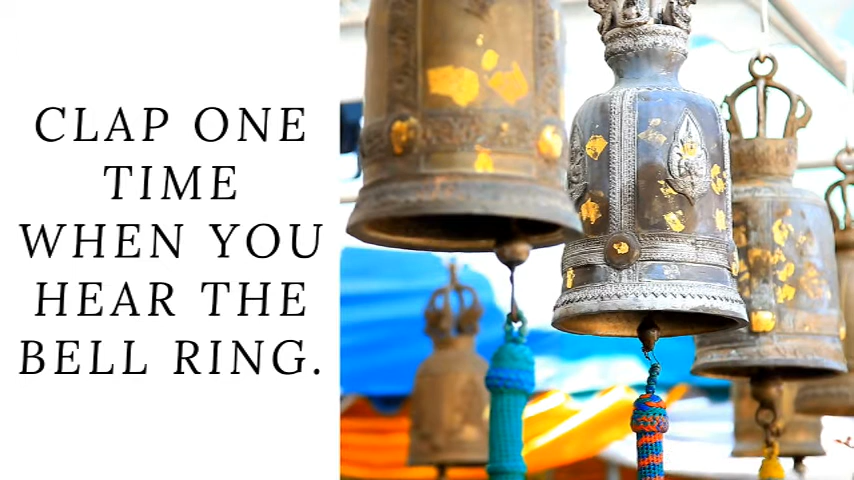 CLAP ONE
TIME
WHEN YOU
HEAR THE
BELL RING.